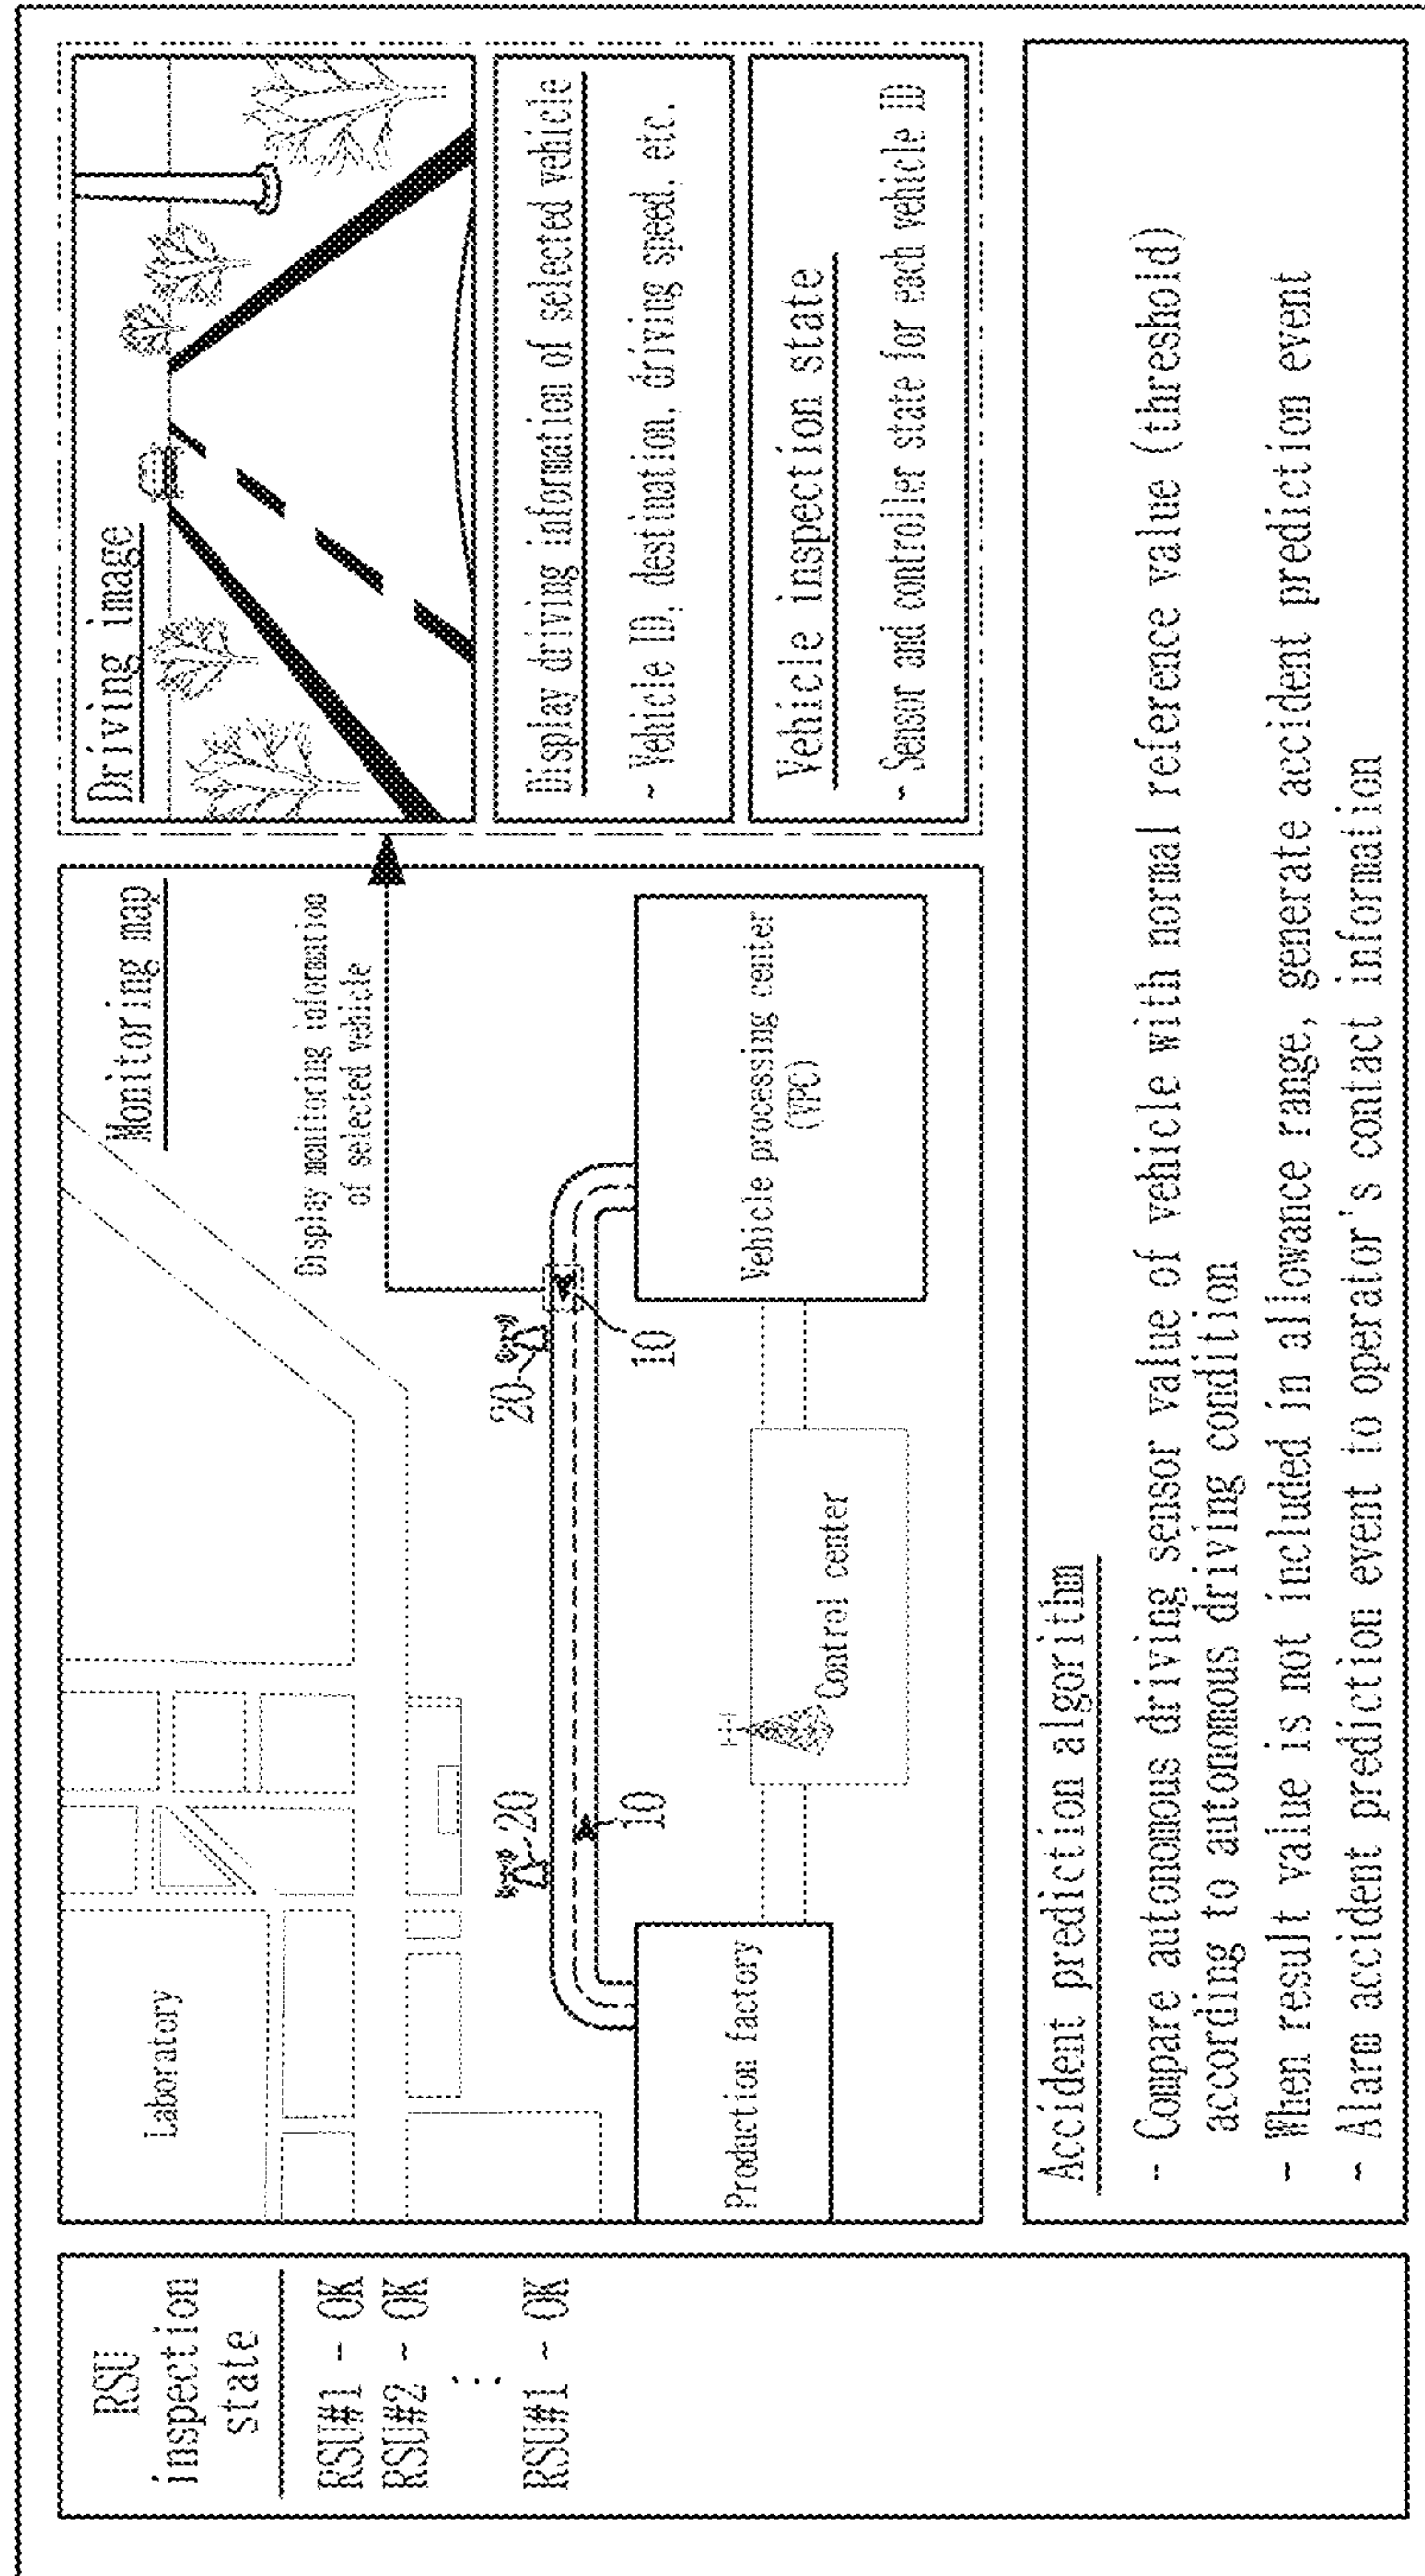 RSU
inspection
state
RSU#1 - OK
RSU#2 - OK
⋮
RSU#1 - OK
Monitoring map
Laboratory
Display monitoring information
of selected vehicle
20
20
10
10
Production factory
Control center
Vehicle processing center
(VPC)
Driving image
Display driving information of selected vehicle
- Vehicle ID, destination, driving speed, etc.
Vehicle inspection state
- Sensor and controller state for each vehicle ID
Accident prediction algorithm
- Compare autonomous driving sensor value of vehicle with normal reference value (threshold)
according to autonomous driving condition
- When result value is not included in allowance range, generate accident prediction event
- Alarm accident prediction event to operator's contact information